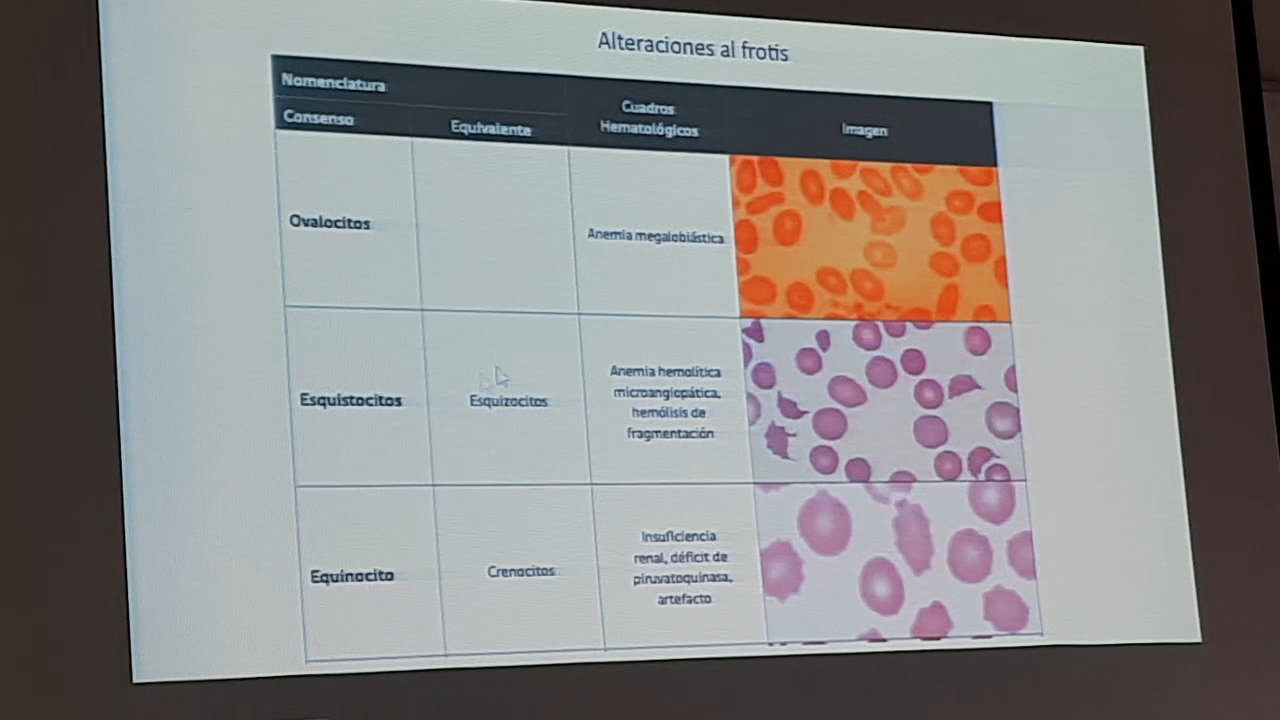 Alteraciones al frotis
Nomenclatura
Consenso
Equivalente
Cuadros
Hematológicos
Imagen
Ovalocitos
Anemia megaloblástica
Esquistocitos
Esquizocitos
Anemia hemolítica
microangiopática,
hemólisis de
fragmentación
Equinocito
Crenocitos
Insuficiencia
renal, déficit de
piruvatoquinasa,
artefacto